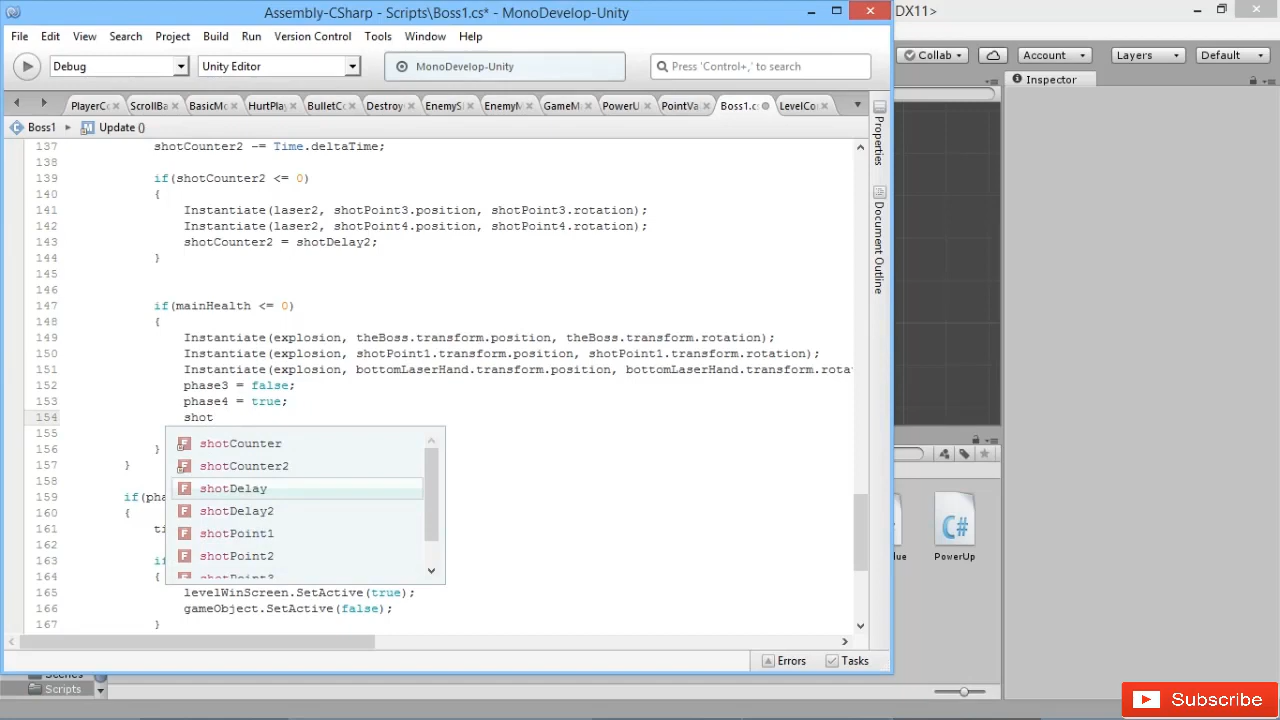 Assembly-CSharp - Scripts\Boss1.cs* - MonoDevelop-Unity
DX11>
File Edit View Search Project Build Run Version Control Tools Window Help
Collab Account Layers Default
Debug Unity Editor MonoDevelop-Unity Press 'Control+,' to search
Inspector
PlayerCo ScrollBa BasicMo HurtPla BulletCo Destroy EnemyS EnemyM GameM PowerU PointVa Boss1.cs LevelCo
Boss1 Update ()
Properties
Document Outline
137 shotCounter2 -= Time.deltaTime;
138
139 if(shotCounter2 <= 0)
140 {
141 Instantiate(laser2, shotPoint3.position, shotPoint3.rotation);
142 Instantiate(laser2, shotPoint4.position, shotPoint4.rotation);
143 shotCounter2 = shotDelay2;
144 }
145
146
147 if(mainHealth <= 0)
148 {
149 Instantiate(explosion, theBoss.transform.position, theBoss.transform.rotation);
150 Instantiate(explosion, shotPoint1.transform.position, shotPoint1.transform.rotation);
151 Instantiate(explosion, bottomLaserHand.transform.position, bottomLaserHand.transform.rota
152 phase3 = false;
153 phase4 = true;
154 shot
155
156 }
157 }
158
159 if(pha
160 {
161 ti
162
163 if
164 {
165 levelWinScreen.SetActive(true);
166 gameObject.SetActive(false);
167 }
shotCounter
shotCounter2
shotDelay
shotDelay2
shotPoint1
shotPoint2
shotPoint3
C#
lue PowerUp
Errors Tasks
Scenes
Scripts
Subscribe